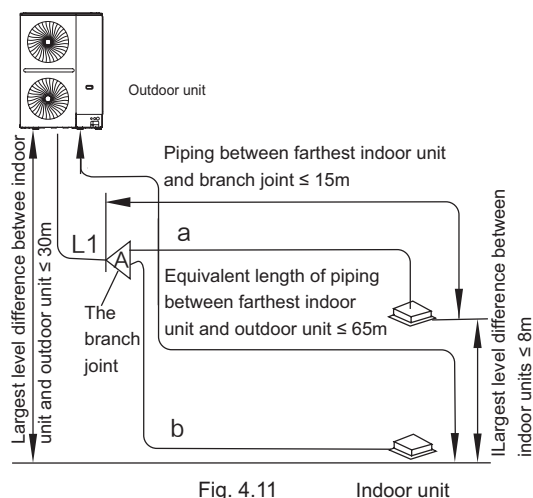 Outdoor unit
Piping between farthest indoor unit
and branch joint ≤ 15m
Largest level difference betwee indoor
unit and outdoor unit ≤ 30m
L1
A
a
The
branch
joint
Equivalent length of piping
between farthest indoor
unit and outdoor unit ≤ 65m
lLargest level difference between
indoor units ≤ 8m
b
Fig. 4.11
Indoor unit